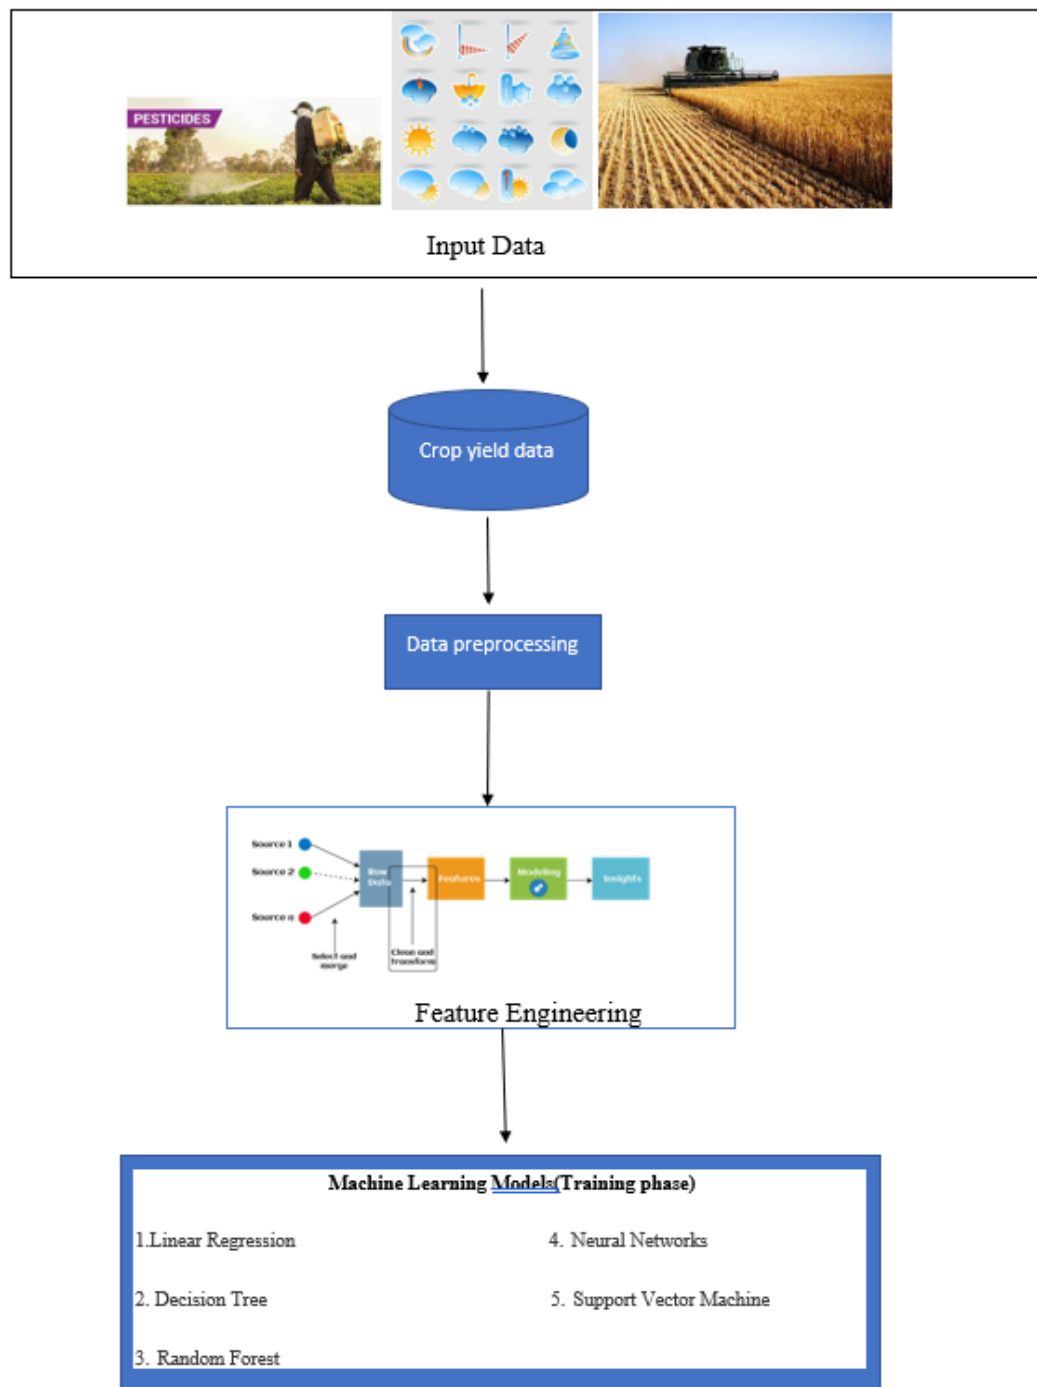 PESTICIDES
Input Data
Crop yield data
Data preprocessing
Source 1
Source 2
Source n
Raw
Data
Features
Modeling
Insights
Select and
merge
Clean and
transform
Feature Engineering
Machine Learning Models(Training phase)
1.Linear Regression
4. Neural Networks
2. Decision Tree
5. Support Vector Machine
3. Random Forest